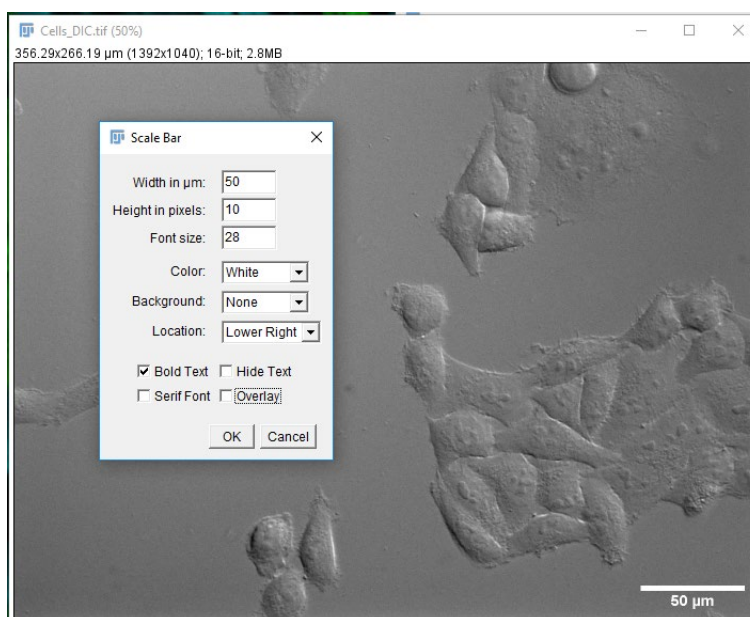 Cells_DIC.tif (50%)
356.29x266.19 µm (1392x1040); 16-bit; 2.8MB
Scale Bar
Width in µm: 50
Height in pixels: 10
Font size: 28
Color: White
Background: None
Location: Lower Right
Bold Text Hide Text
Serif Font Overlay
OK Cancel
50 µm